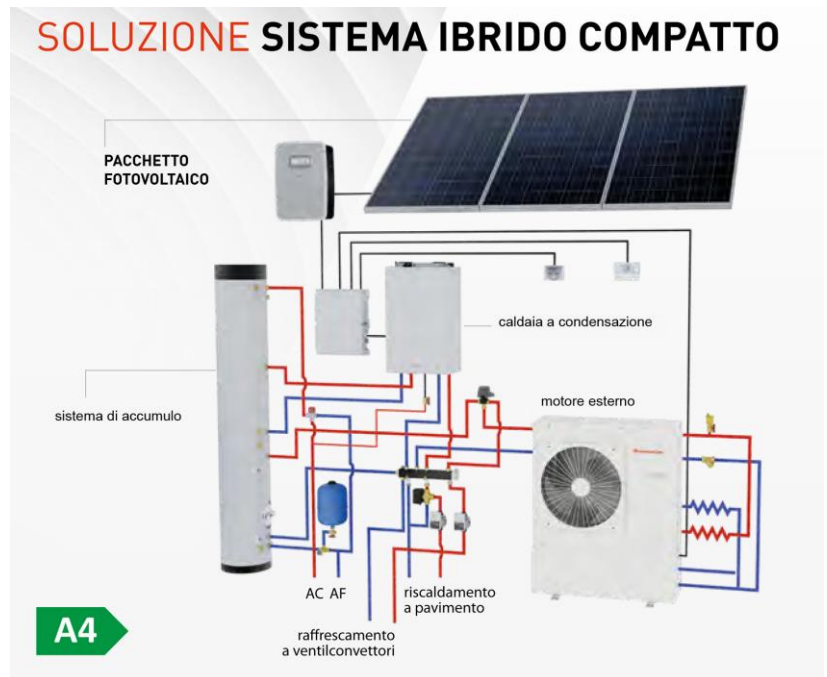 SOLUZIONE SISTEMA IBRIDO COMPATTO
PACCHETTO
FOTOVOLTAICO
caldaia a condensazione
sistema di accumulo
motore esterno
AC AF
riscaldamento
a pavimento
raffrescamento
a ventilconvettori
A4